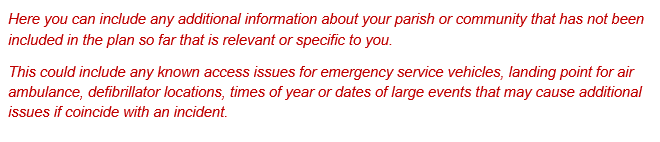 Here you can include any additional information about your parish or community that has not been
included in the plan so far that is relevant or specific to you.
This could include any known access issues for emergency service vehicles, landing point for air
ambulance, defibrillator locations, times of year or dates of large events that may cause additional
issues if coincide with an incident.